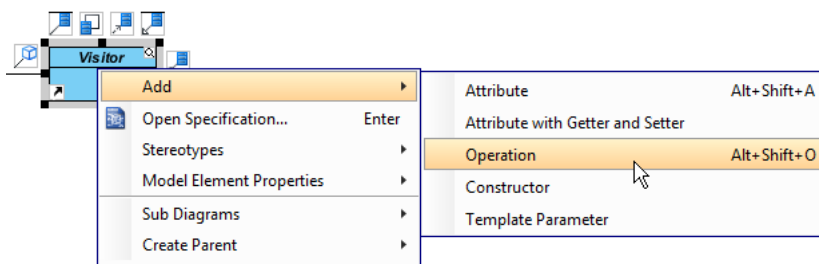 Visitor
Add
Open Specification... Enter
Stereotypes
Model Element Properties
Sub Diagrams
Create Parent
Attribute Alt+Shift+A
Attribute with Getter and Setter
Operation Alt+Shift+O
Constructor
Template Parameter